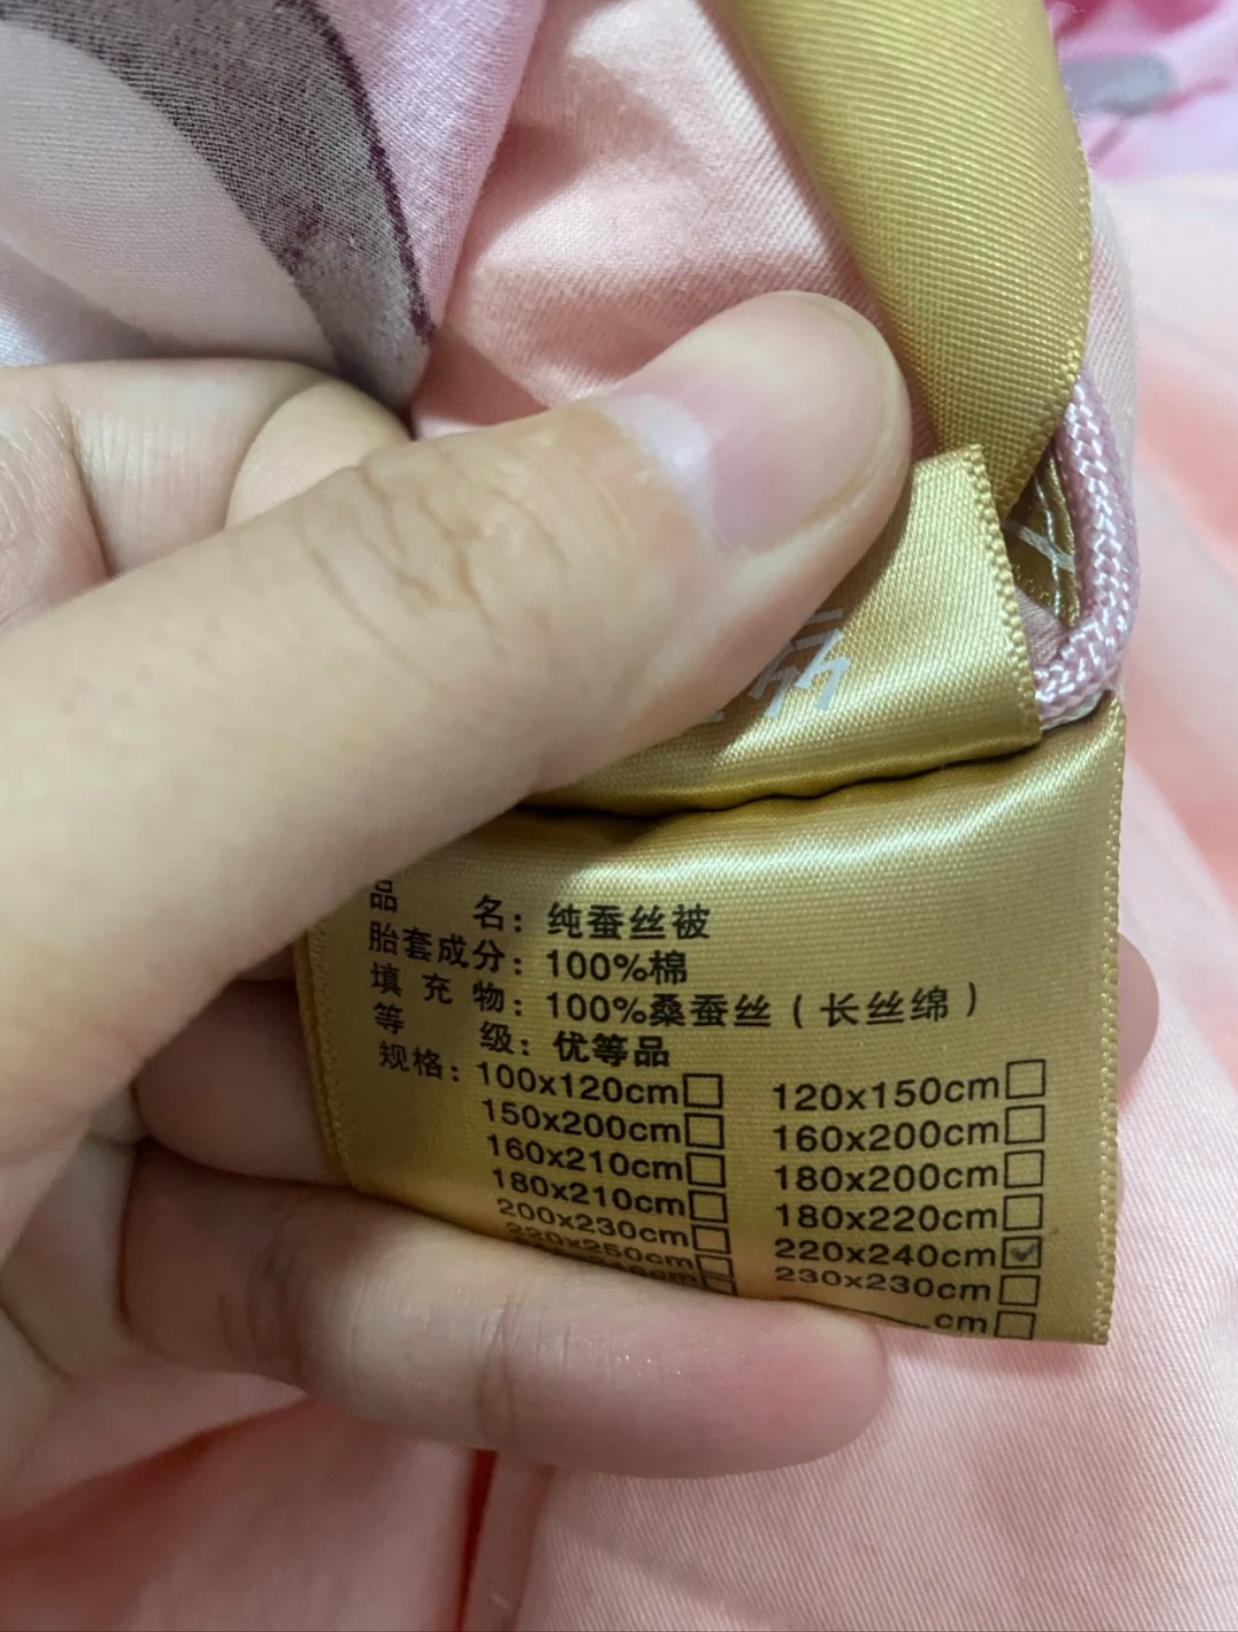 品 名：纯蚕丝被
胎套成分：100%棉
填 充 物：100%桑蚕丝（长丝绵）
等 级：优等品
规格：100x120cm□ 120x150cm□
150x200cm□ 160x200cm□
160x210cm□ 180x200cm□
180x210cm□ 180x220cm□
200x230cm□ 220x240cm☑
220x250cm□ 230x230cm□
cm□